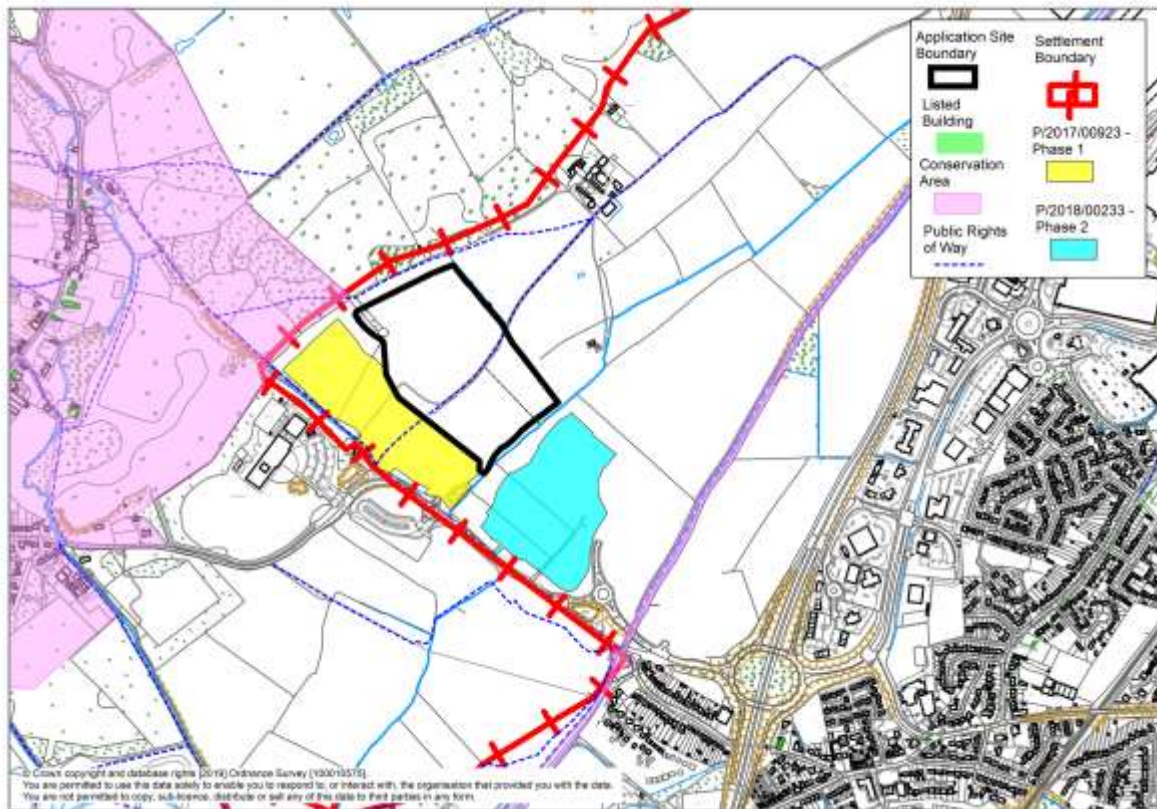 Application Site
Boundary
Listed
Building
Conservation
Area
Public Rights
of Way
Settlement
Boundary
P/2017/00923 -
Phase 1
P/2018/00233 -
Phase 2
© Crown copyright and database rights [2019] Ordnance Survey [100010575].
You are permitted to use this data solely to enable you to respond to, or interact with, the organisation that provided you with the data.
You are not permitted to copy, sub-licence, distribute or sell any of this data to third parties in any form.